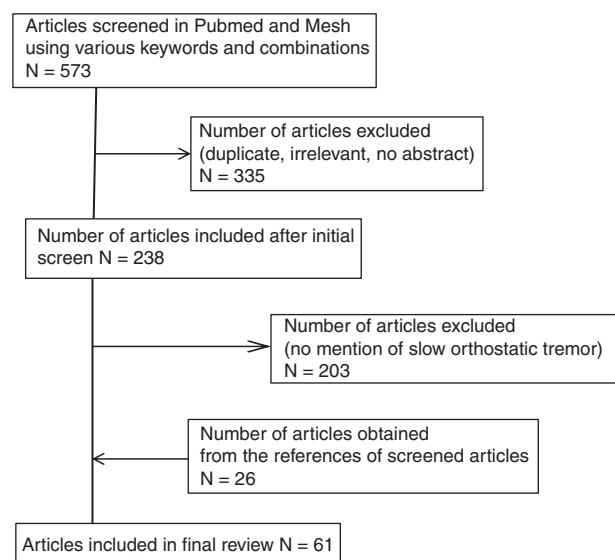 Articles screened in Pubmed and Mesh
using various keywords and combinations
N = 573
Number of articles excluded
(duplicate, irrelevant, no abstract)
N = 335
Number of articles included after initial
screen N = 238
Number of articles excluded
(no mention of slow orthostatic tremor)
N = 203
Number of articles obtained
from the references of screened articles
N = 26
Articles included in final review N = 61